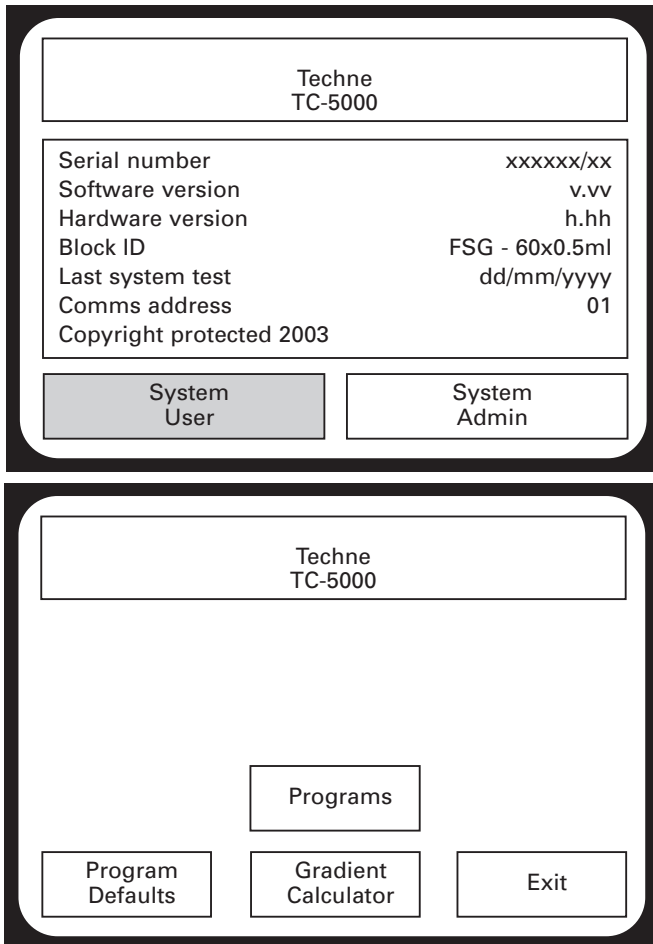 Techne
TC-5000
Serial number xxxxxx/xx
Software version v.vv
Hardware version h.hh
Block ID FSG - 60x0.5ml
Last system test dd/mm/yyyy
Comms address 01
Copyright protected 2003
System
User
System
Admin
Techne
TC-5000
Programs
Program
Defaults
Gradient
Calculator
Exit